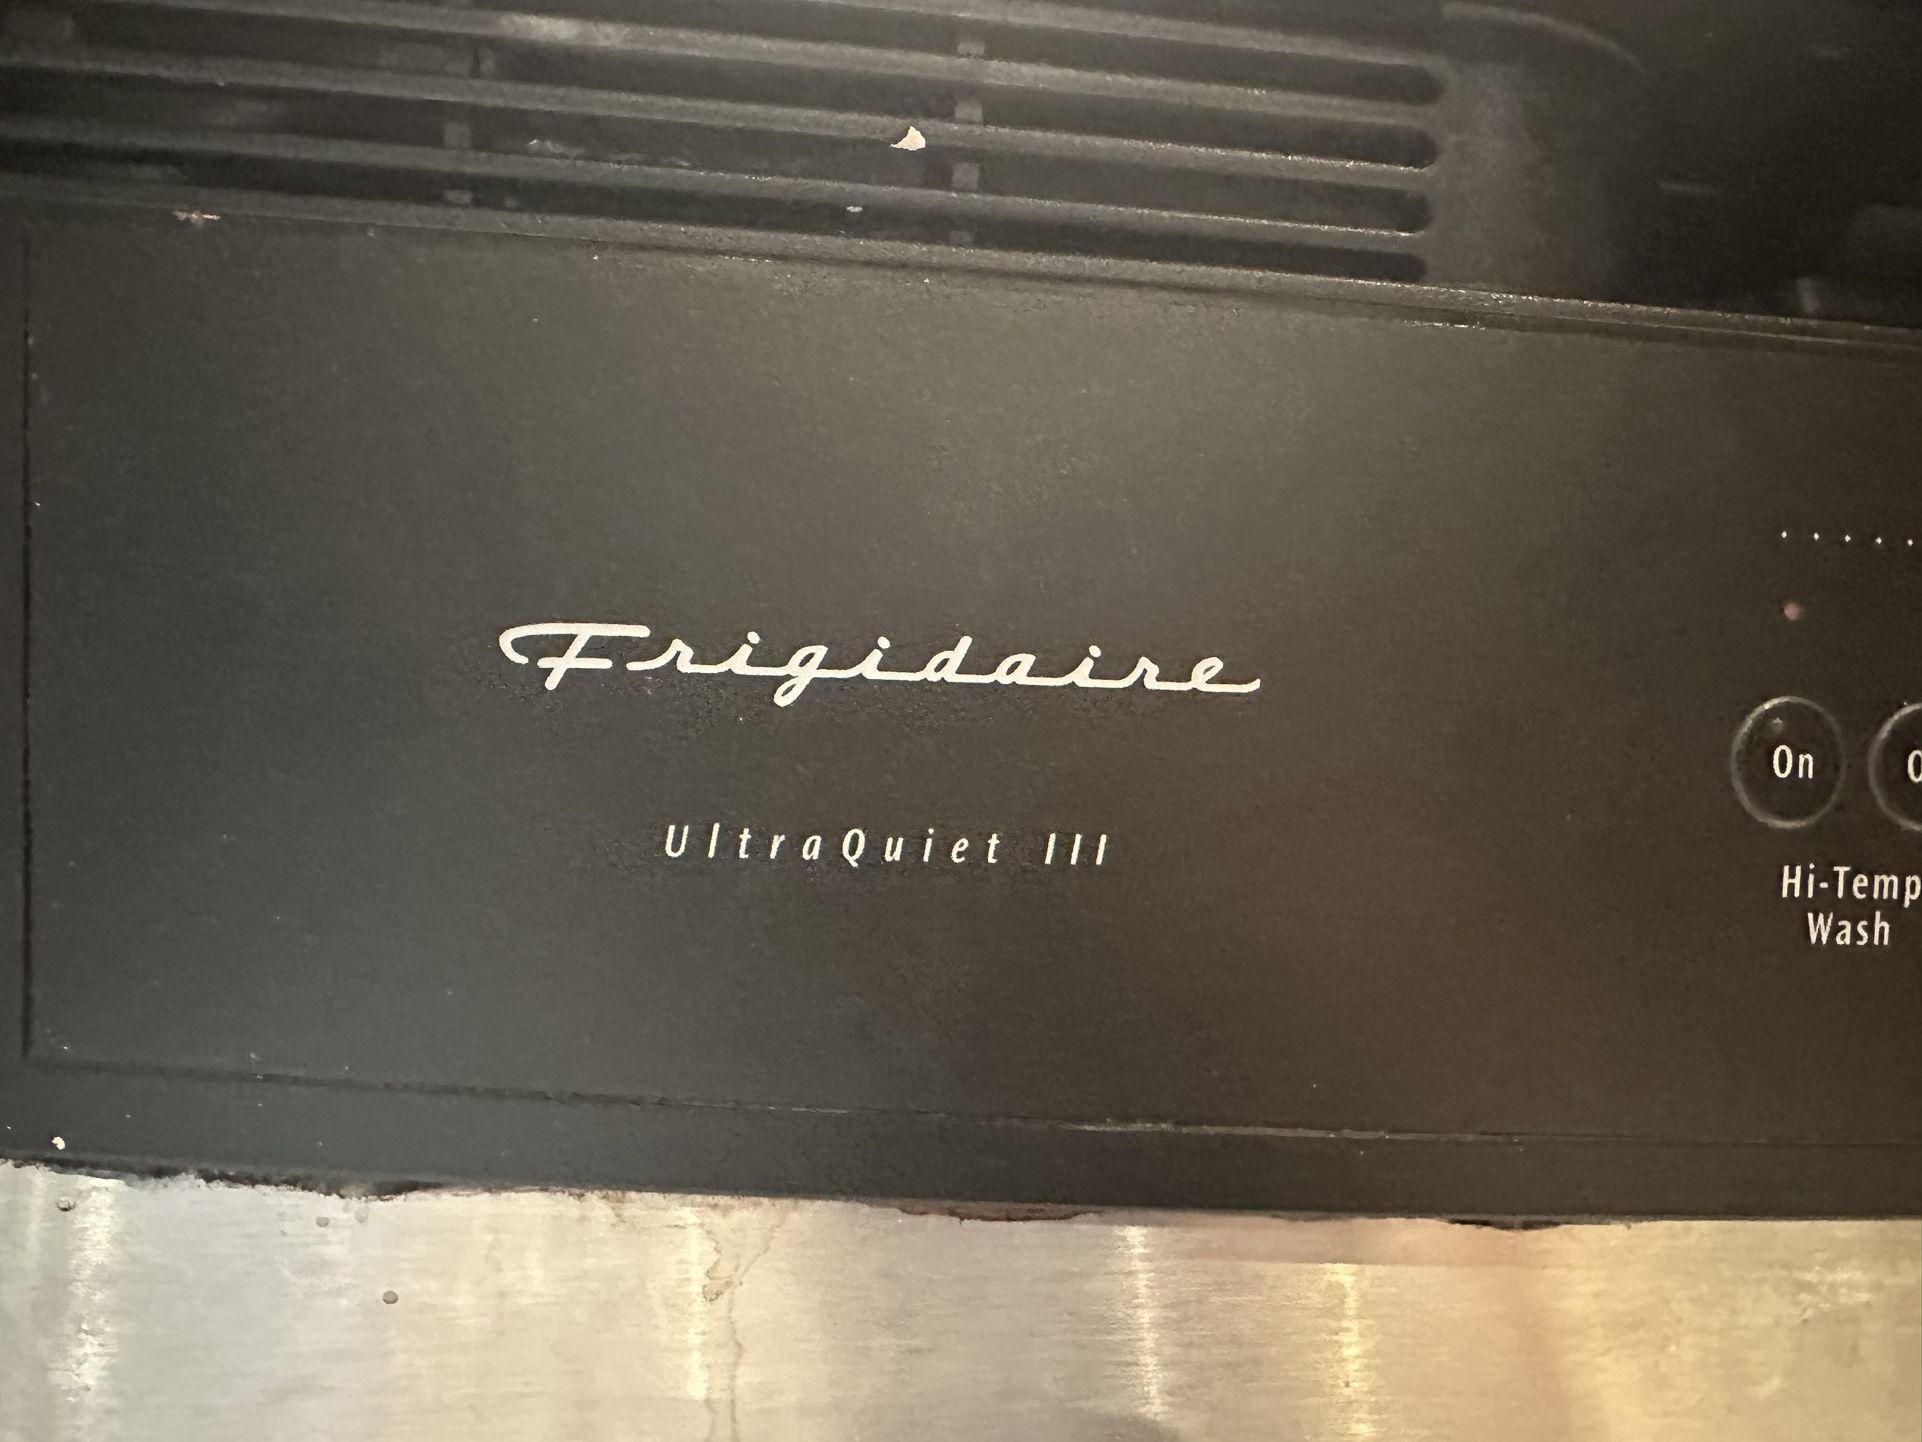 Frigidaire
UltraQuiet III
On
Hi-Temp
Wash